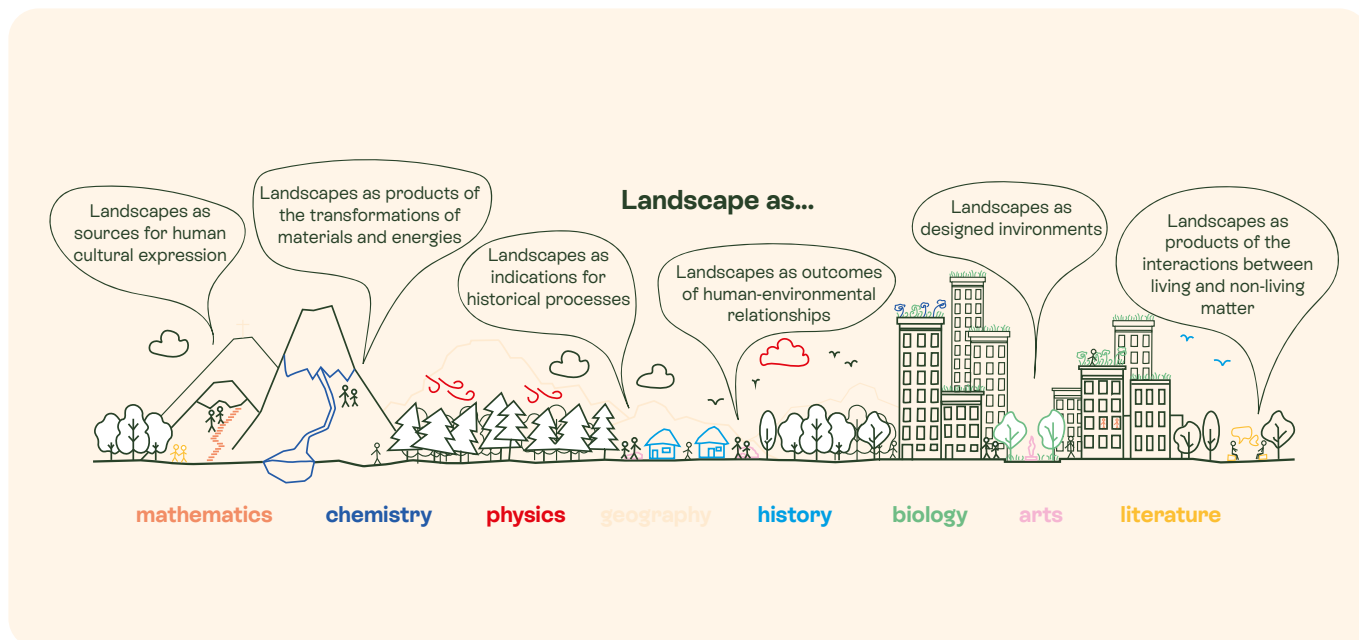 Landscape as...
Landscapes as
sources for human
cultural expression
Landscapes as products of
the transformations of
materials and energies
Landscapes as
indications for
historical processes
Landscapes as outcomes
of human-environmental
relationships
Landscapes as
designed invironments
Landscapes as
products of the
interactions between
living and non-living
matter
mathematics
chemistry
physics
geography
history
biology
arts
literature